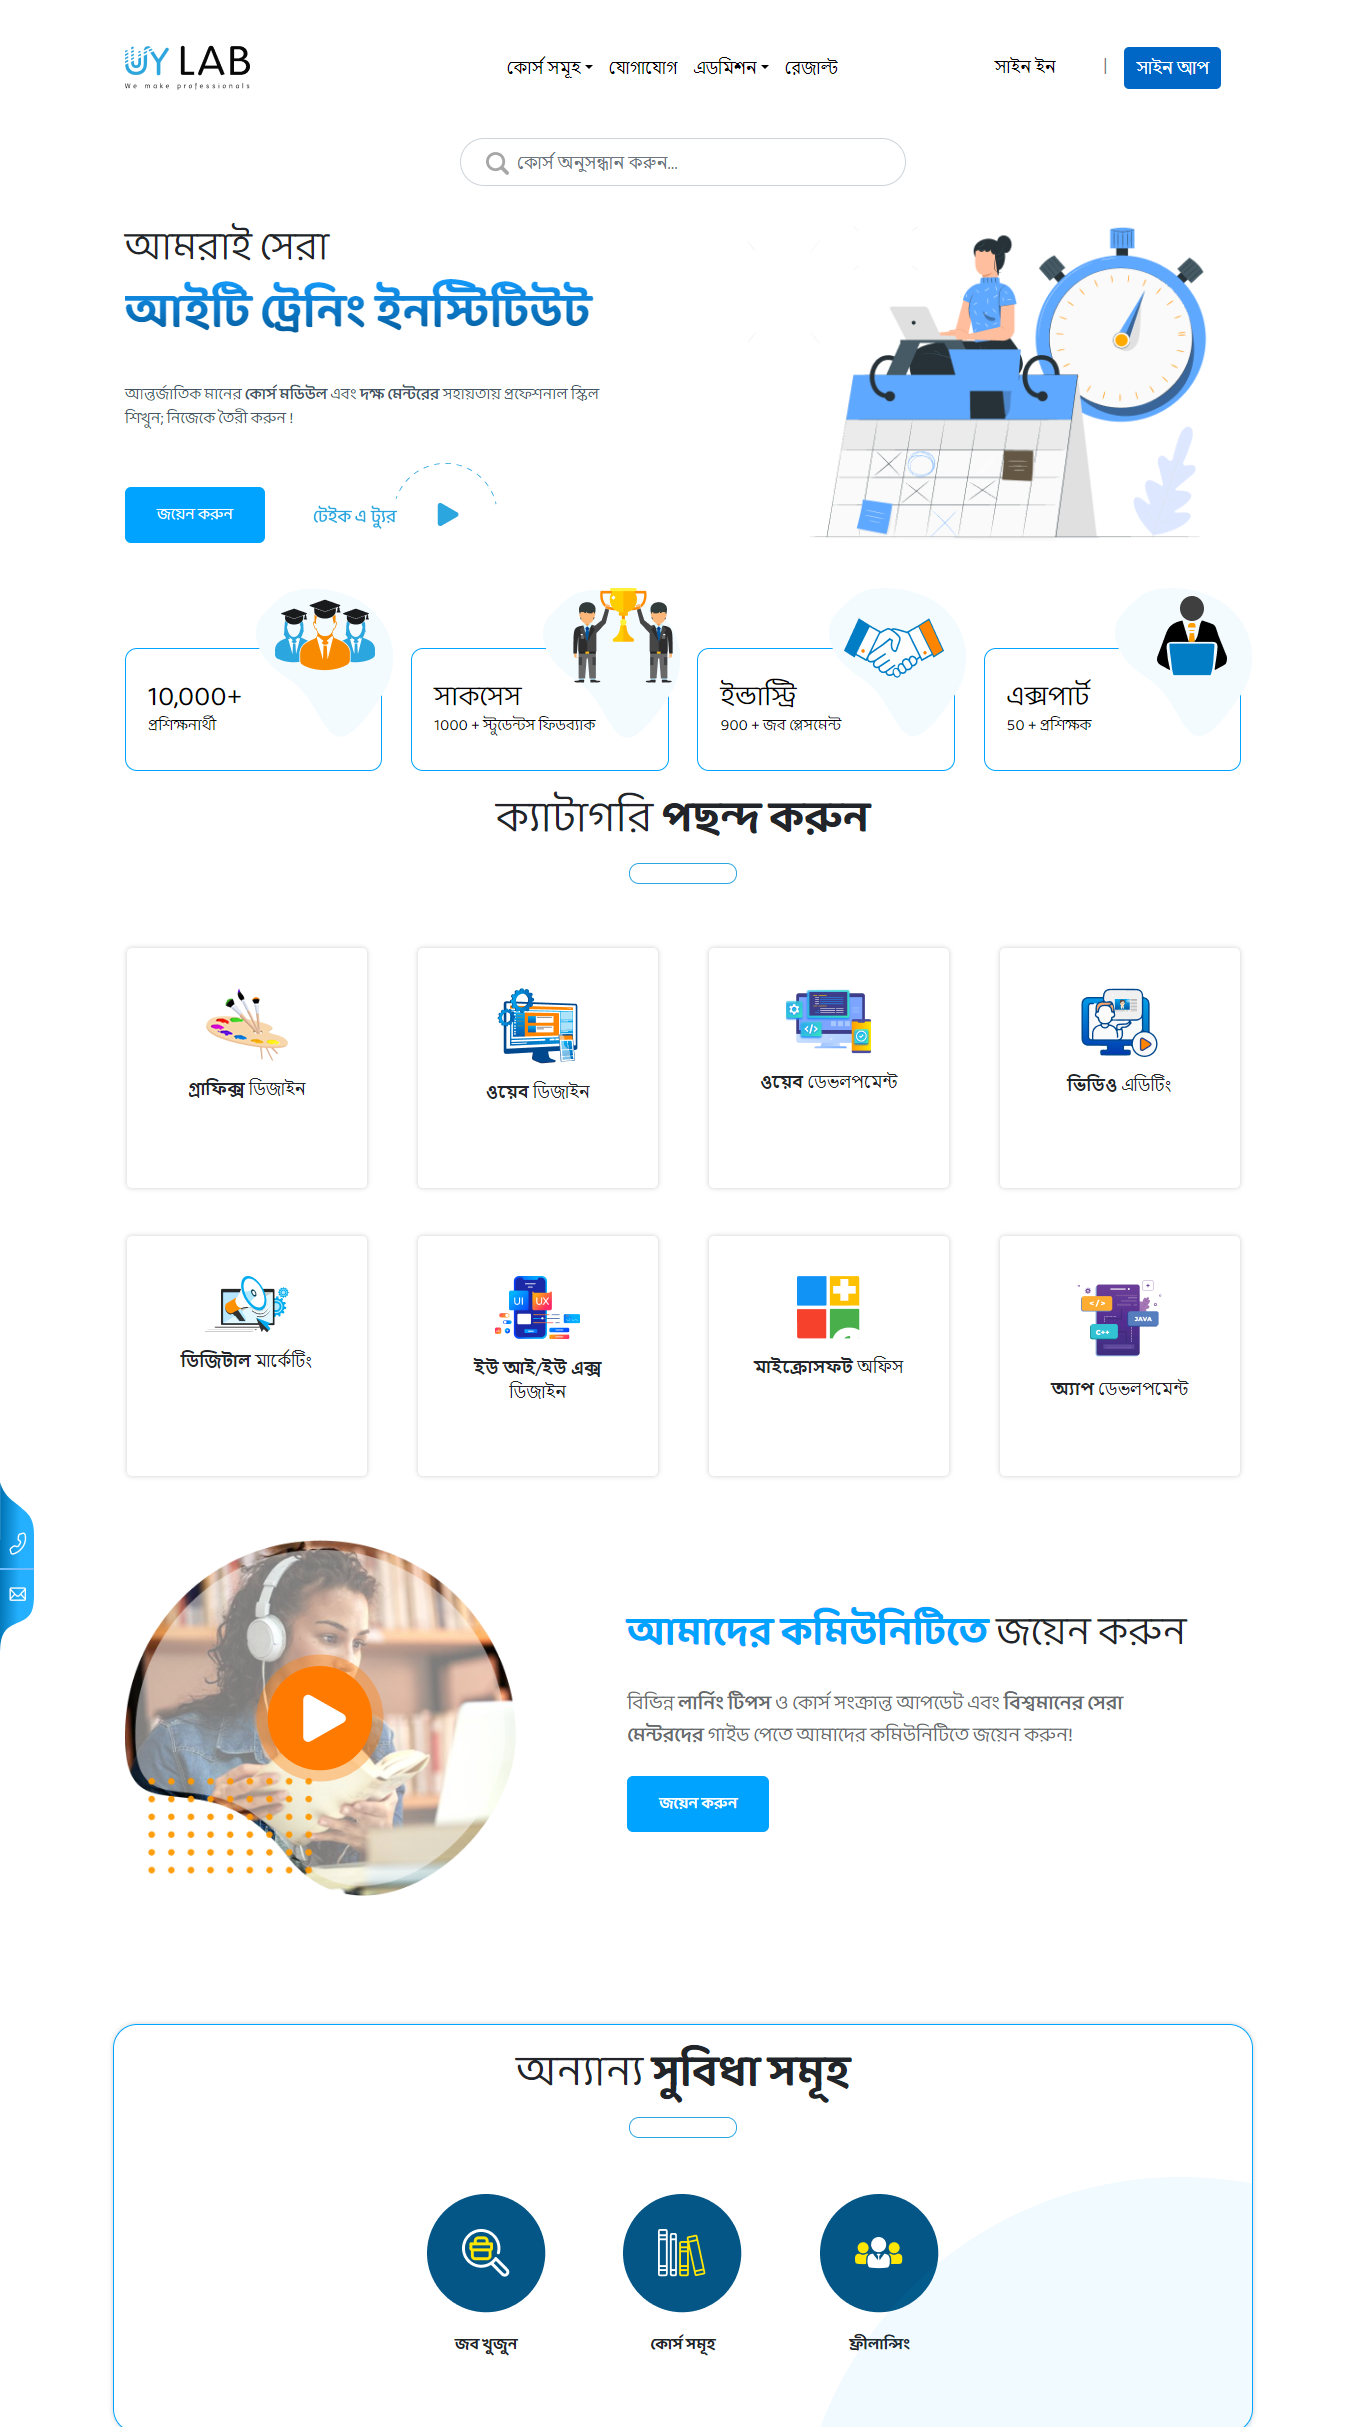 UY LAB
We make professionals
কোর্স সমূহ যোগাযোগ এডমিশন রেজাল্ট
সাইন ইন | সাইন আপ
কোর্স অনুসন্ধান করুন...
আমরাই সেরা
আইটি ট্রেনিং ইনস্টিটিউট
আন্তর্জাতিক মানের কোর্স মডিউল এবং দক্ষ মেন্টরের সহায়তায় প্রফেশনাল স্কিল
শিখুন; নিজেকে তৈরী করুন !
জয়েন করুন
টেইক এ ট্যুর
10,000+
প্রশিক্ষনার্থী
সাকসেস
1000 + স্টুডেন্টস ফিডব্যাক
ইন্ডাস্ট্রি
900 + জব প্লেসমেন্ট
এক্সপার্ট
50 + প্রশিক্ষক
ক্যাটাগরি পছন্দ করুন
গ্রাফিক্স ডিজাইন
ওয়েব ডিজাইন
ওয়েব ডেভলপমেন্ট
ভিডিও এডিটিং
ডিজিটাল মার্কেটিং
UI UX
ইউ আই/ইউ এক্স
ডিজাইন
মাইক্রোসফট অফিস
</>
JAVA
C++
অ্যাপ ডেভলপমেন্ট
আমাদের কমিউনিটিতে জয়েন করুন
বিভিন্ন লার্নিং টিপস ও কোর্স সংক্রান্ত আপডেট এবং বিশ্বমানের সেরা
মেন্টরদের গাইড পেতে আমাদের কমিউনিটিতে জয়েন করুন!
জয়েন করুন
অন্যান্য সুবিধা সমূহ
জব খুজুন
কোর্স সমূহ
ফ্রীলান্সিং